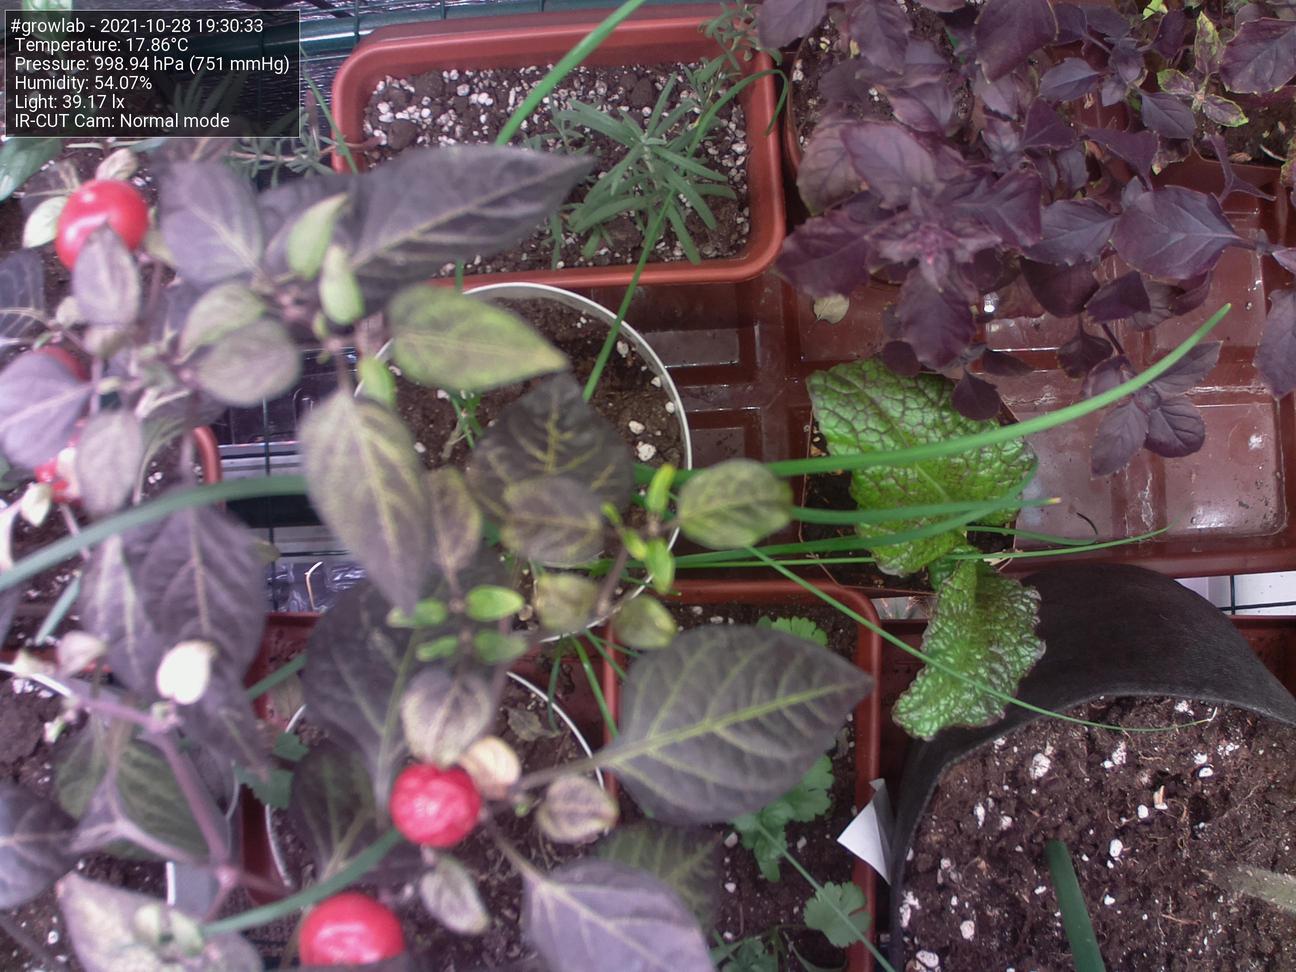 #growlab - 2021-10-28 19:30:33
Temperature: 17.86°C
Pressure: 998.94 hPa (751 mmHg)
Humidity: 54.07%
Light: 39.17 lx
IR-CUT Cam: Normal mode